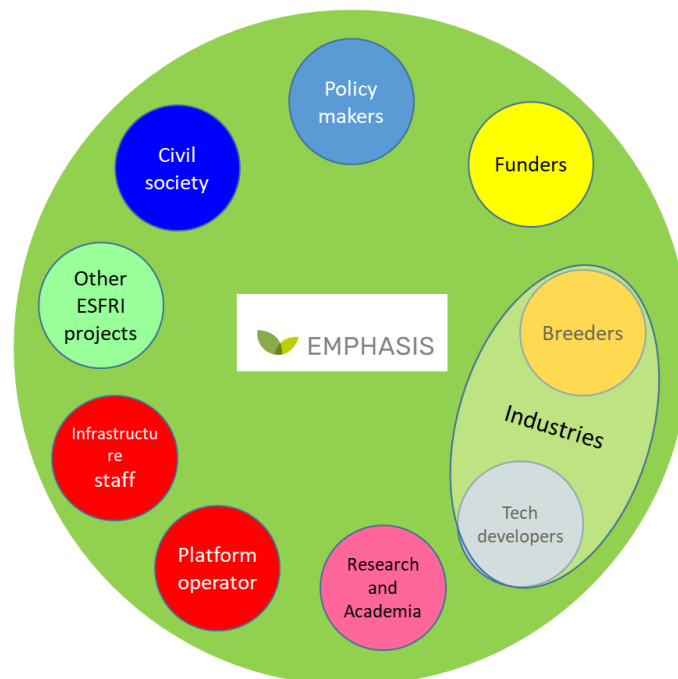 Policy
makers
Civil
society
Funders
Other
ESFRI
projects
Breeders
EMPHASIS
Industries
Infrastructu
re
staff
Tech
developers
Platform
operator
Research
and
Academia